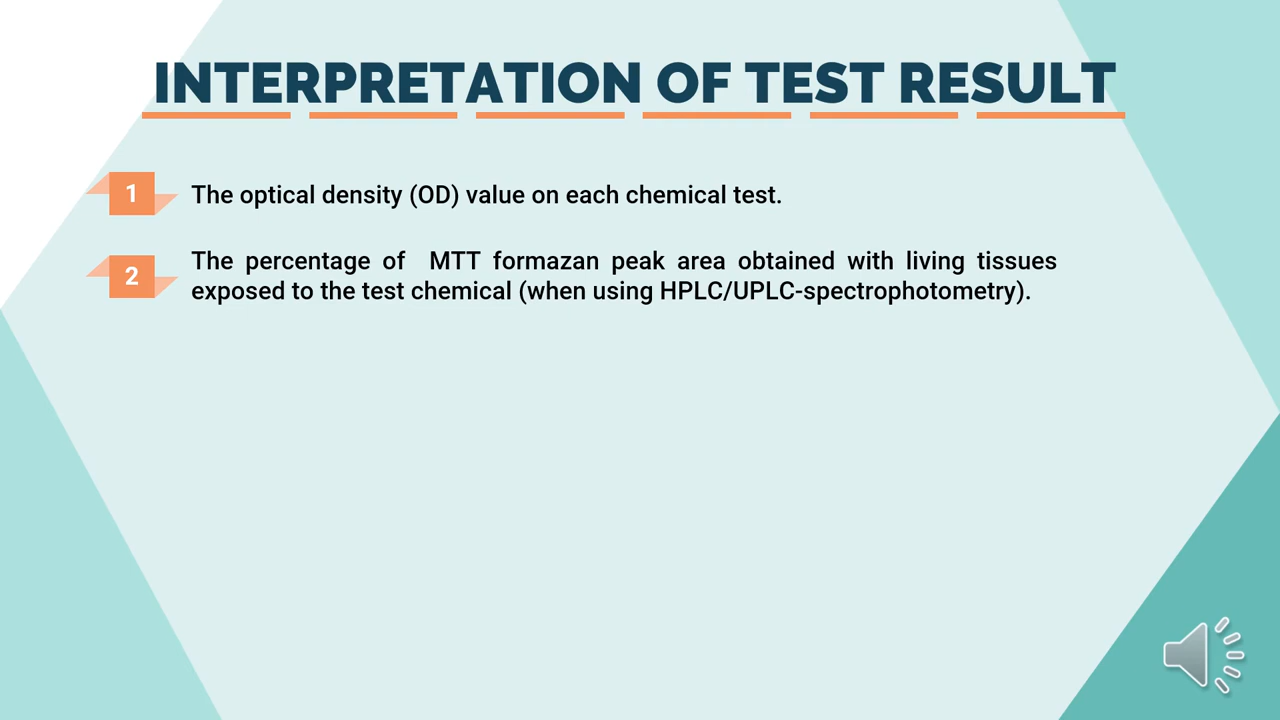 INTERPRETATION OF TEST RESULT
1 The optical density (OD) value on each chemical test.
2 The percentage of MTT formazan peak area obtained with living tissues
exposed to the test chemical (when using HPLC/UPLC-spectrophotometry).